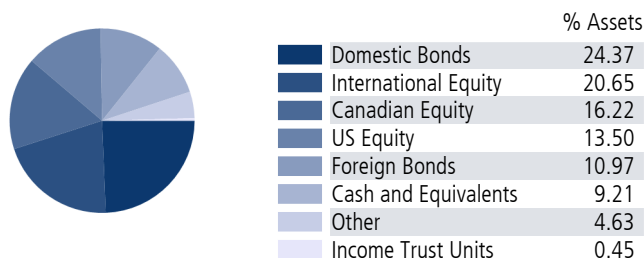 % Assets
Domestic Bonds 24.37
International Equity 20.65
Canadian Equity 16.22
US Equity 13.50
Foreign Bonds 10.97
Cash and Equivalents 9.21
Other 4.63
Income Trust Units 0.45